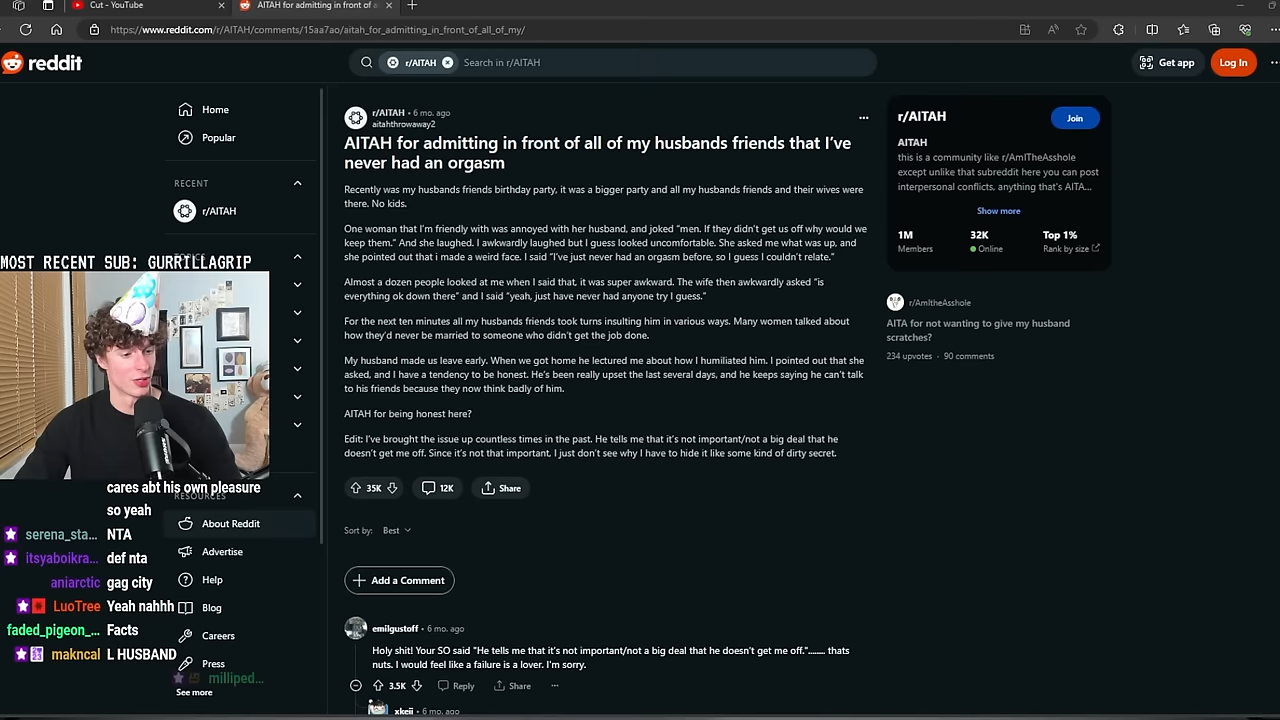 Cut - YouTube
AITAH for admitting in front of a
https://www.reddit.com/r/AITAH/comments/15aa7ao/aitah_for_admitting_in_front_of_all_of_my/
reddit
r/AITAH
Search in r/AITAH
Get app
Log In
Home
Popular
RECENT
r/AITAH
RESOURCES
About Reddit
Advertise
Help
Blog
Careers
Press
See more
MOST RECENT SUB: GURRILLAGRIP
cares abt his own pleasure
so yeah
serena_sta... NTA
itsyaboikra... def nta
aniarctic gag city
LuoTree Yeah nahhh
faded_pigeon_... Facts
makncal L HUSBAND
milliped...
r/AITAH • 6 mo. ago
aitahthrowaway2
AITAH for admitting in front of all of my husbands friends that I've
never had an orgasm
Recently was my husbands friends birthday party, it was a bigger party and all my husbands friends and their wives were
there. No kids.
One woman that I'm friendly with was annoyed with her husband, and joked "men. If they didn't get us off why would we
keep them." And she laughed. I awkwardly laughed but I guess looked uncomfortable. She asked me what was up, and
she pointed out that i made a weird face. I said "I've just never had an orgasm before, so I guess I couldn't relate."
Almost a dozen people looked at me when I said that, it was super awkward. The wife then awkwardly asked "is
everything ok down there" and I said "yeah, just have never had anyone try I guess."
For the next ten minutes all my husbands friends took turns insulting him in various ways. Many women talked about
how they'd never be married to someone who didn't get the job done.
My husband made us leave early. When we got home he lectured me about how I humiliated him. I pointed out that she
asked, and I have a tendency to be honest. He's been really upset the last several days, and he keeps saying he can't talk
to his friends because they now think badly of him.
AITAH for being honest here?
Edit: I've brought the issue up countless times in the past. He tells me that it's not important/not a big deal that he
doesn't get me off. Since it's not that important, I just don't see why I have to hide it like some kind of dirty secret.
35K
12K
Share
Sort by: Best
Add a Comment
emilgustoff • 6 mo. ago
Holy shit! Your SO said "He tells me that it's not important/not a big deal that he doesn't get me off."........ thats
nuts. I would feel like a failure is a lover. I'm sorry.
3.5K
Reply
Share
xkeii • 6 mo. ago
r/AITAH
Join
AITAH
this is a community like r/AmITheAsshole
except unlike that subreddit here you can post
interpersonal conflicts, anything that's AITA...
Show more
1M 32K Top 1%
Members Online Rank by size
r/AmItheAsshole
AITA for not wanting to give my husband
scratches?
234 upvotes • 90 comments